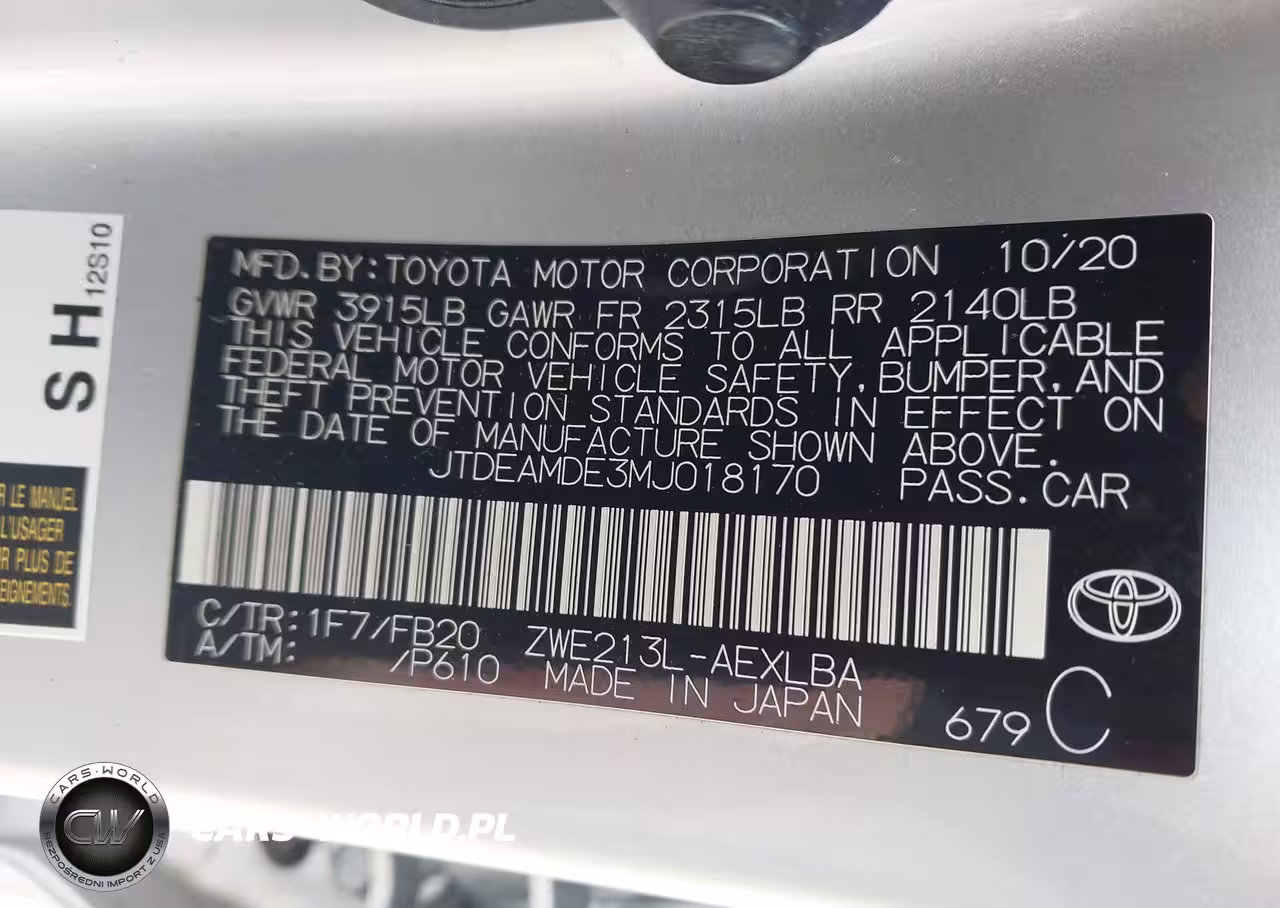 S H 12S10
R LE MANUEL
L'USAGER
R PLUS DE
EIGNEMENTS.
MFD.BY:TOYOTA MOTOR CORPORATION 10/20
GVWR 3915LB GAWR FR 2315LB RR 2140LB
THIS VEHICLE CONFORMS TO ALL APPLICABLE
FEDERAL MOTOR VEHICLE SAFETY, BUMPER, AND
THEFT PREVENTION STANDARDS IN EFFECT ON
THE DATE OF MANUFACTURE SHOWN ABOVE.
JTDEAMDE3MJ018170 PASS.CAR
C/TR:1F7/FB20 ZWE213L-AEXLBA
A/TM: /P610 MADE IN JAPAN
679 C
CARS-WORLD
CW
BEZPOŚREDNI IMPORT Z USA
CARS-WORLD.PL